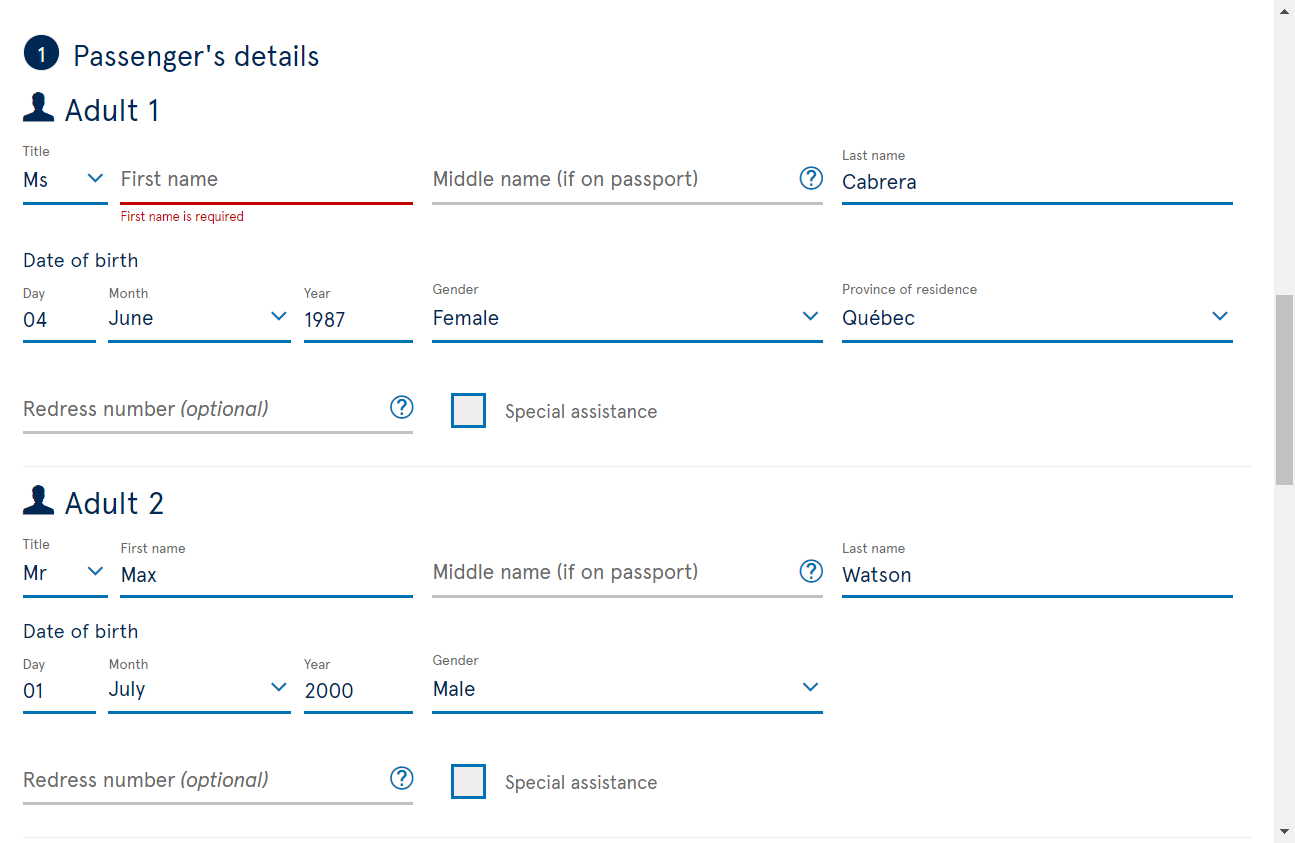 1 Passenger's details
Adult 1
Title
Ms
First name
First name is required
Middle name (if on passport)
?
Last name
Cabrera
Date of birth
Day
04
Month
June
Year
1987
Gender
Female
Province of residence
Québec
Redress number (optional)
?
Special assistance
Adult 2
Title
Mr
First name
Max
Middle name (if on passport)
?
Last name
Watson
Date of birth
Day
01
Month
July
Year
2000
Gender
Male
Redress number (optional)
?
Special assistance